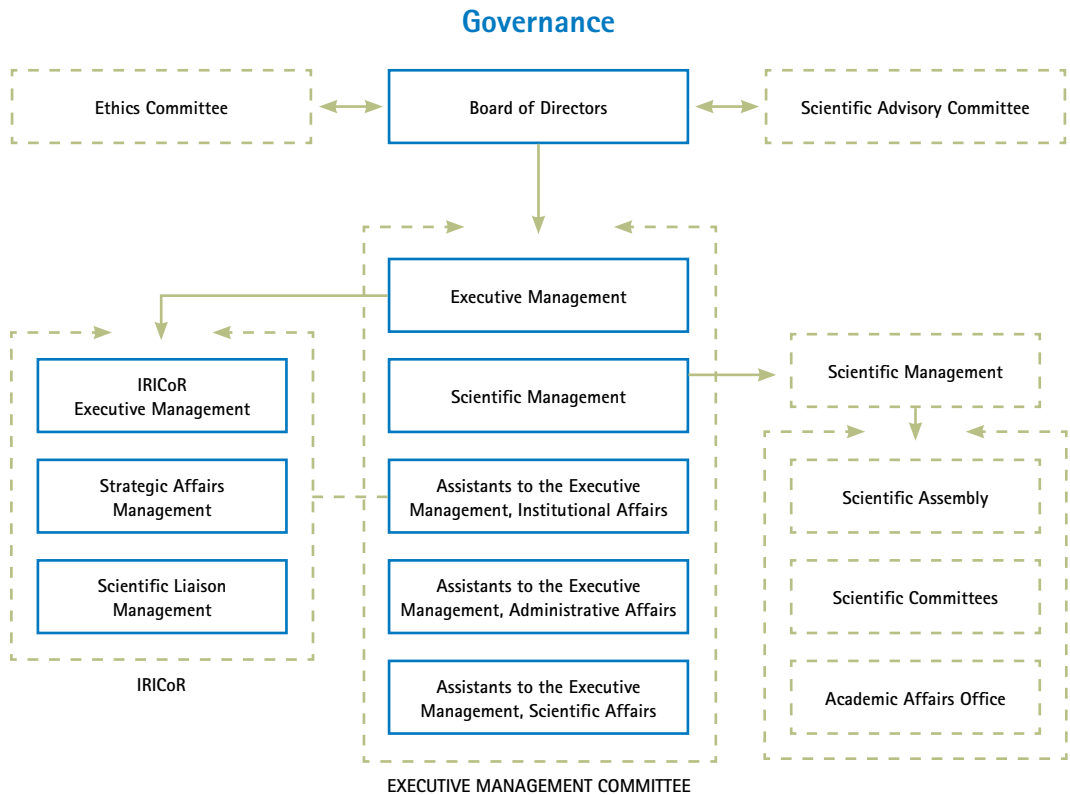 Governance
Ethics Committee
Board of Directors
Scientific Advisory Committee
Executive Management
IRICoR
Executive Management
Scientific Management
Scientific Management
Strategic Affairs
Management
Assistants to the Executive
Management, Institutional Affairs
Scientific Assembly
Scientific Liaison
Management
Assistants to the Executive
Management, Administrative Affairs
Scientific Committees
IRICoR
Assistants to the Executive
Management, Scientific Affairs
Academic Affairs Office
EXECUTIVE MANAGEMENT COMMITTEE